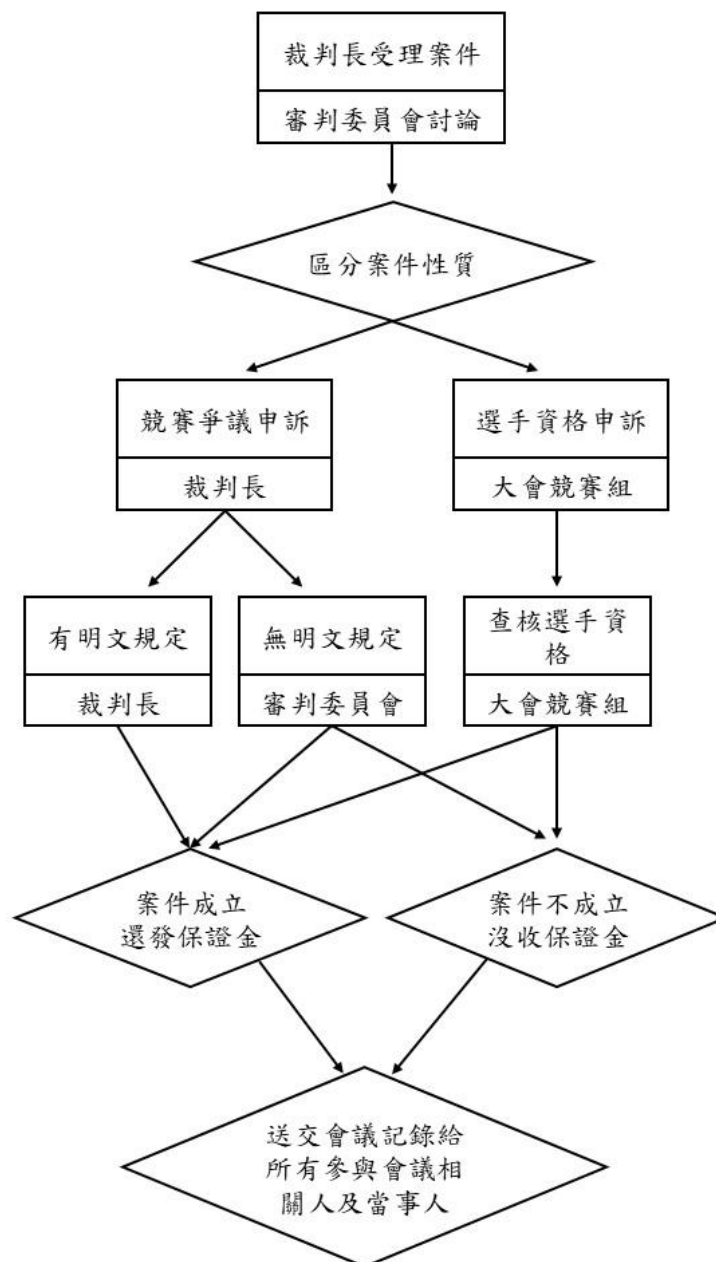 裁判長受理案件
審判委員會討論
區分案件性質
競賽爭議申訴
裁判長
選手資格申訴
大會競賽組
有明文規定
裁判長
無明文規定
審判委員會
查核選手資
格
大會競賽組
案件成立
還發保證金
案件不成立
沒收保證金
送交會議記錄給
所有參與會議相
關人及當事人